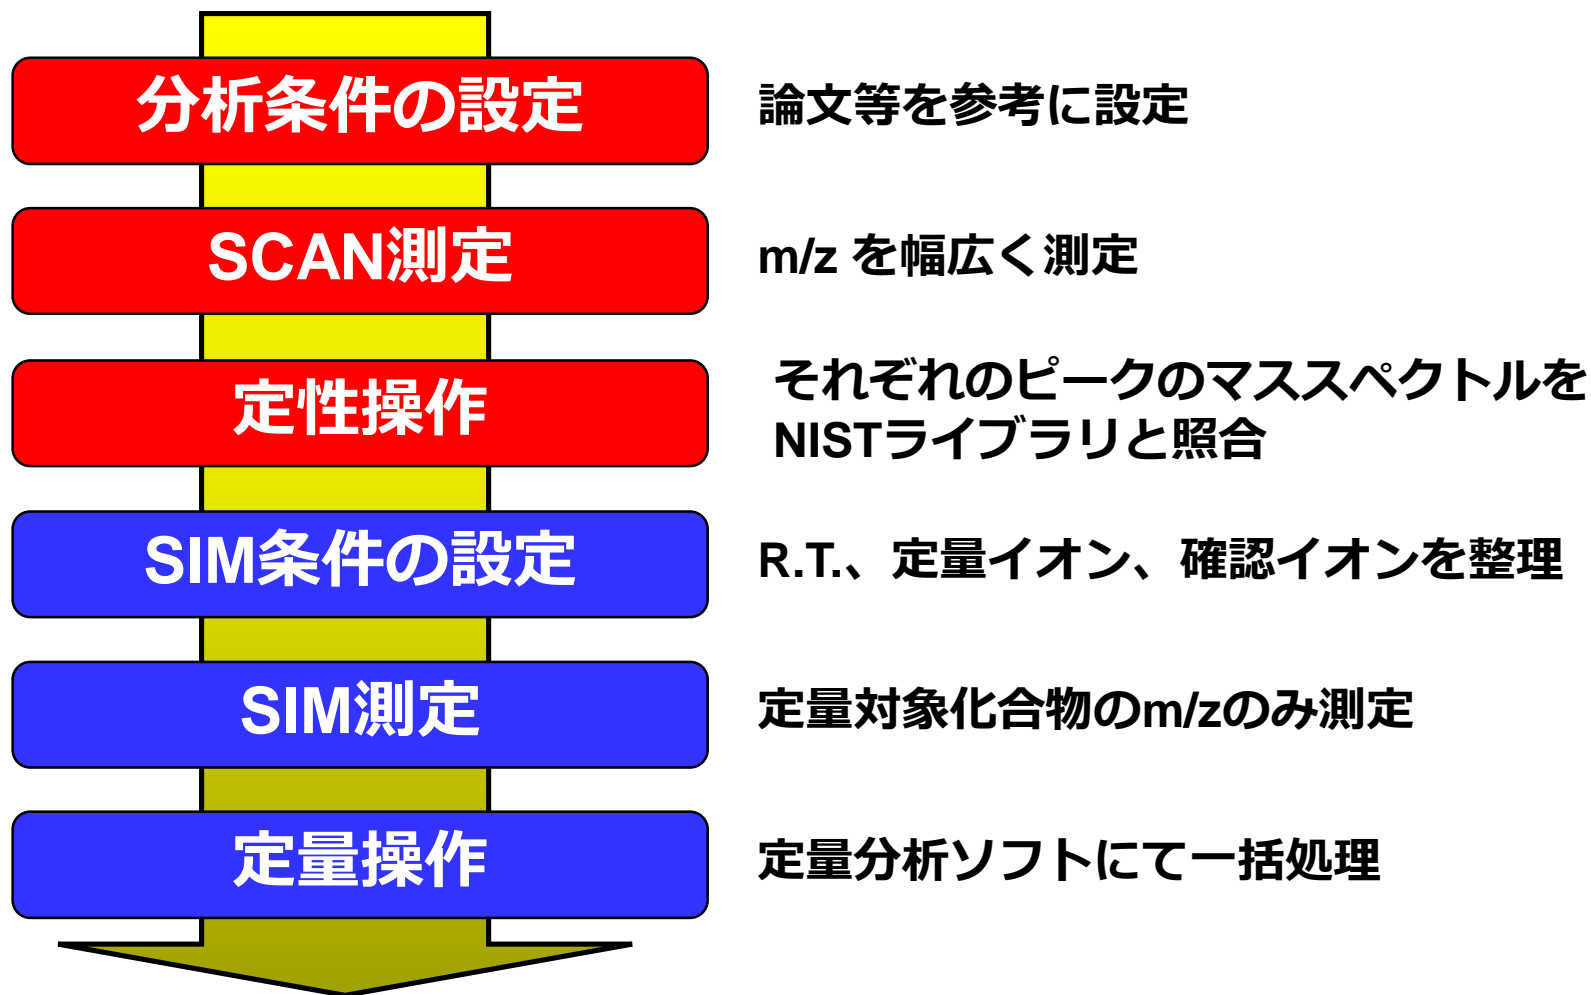 分析条件の設定
論文等を参考に設定
SCAN測定
m/z を幅広く測定
定性操作
それぞれのピークのマススペクトルを
NISTライブラリと照合
SIM条件の設定
R.T.、定量イオン、確認イオンを整理
SIM測定
定量対象化合物のm/zのみ測定
定量操作
定量分析ソフトにて一括処理